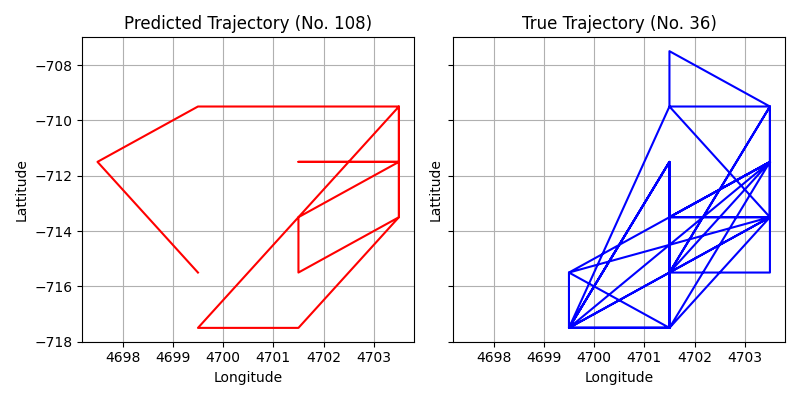 Predicted Trajectory (No. 108)
True Trajectory (No. 36)
−708
−710
−712
−714
−716
−718
Lattitude
Lattitude
4698 4699 4700 4701 4702 4703
4698 4699 4700 4701 4702 4703
Longitude
Longitude